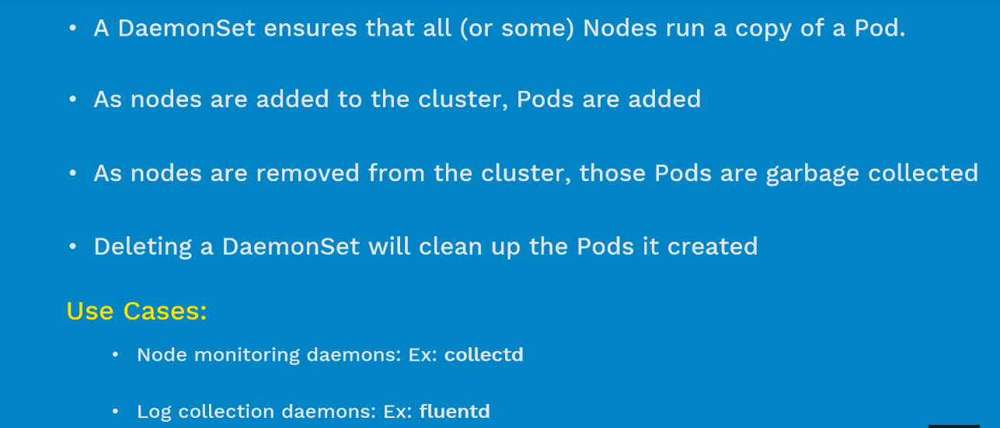 • A DaemonSet ensures that all (or some) Nodes run a copy of a Pod.
• As nodes are added to the cluster, Pods are added
• As nodes are removed from the cluster, those Pods are garbage collected
• Deleting a DaemonSet will clean up the Pods it created
Use Cases:
• Node monitoring daemons: Ex: collectd
• Log collection daemons: Ex: fluentd